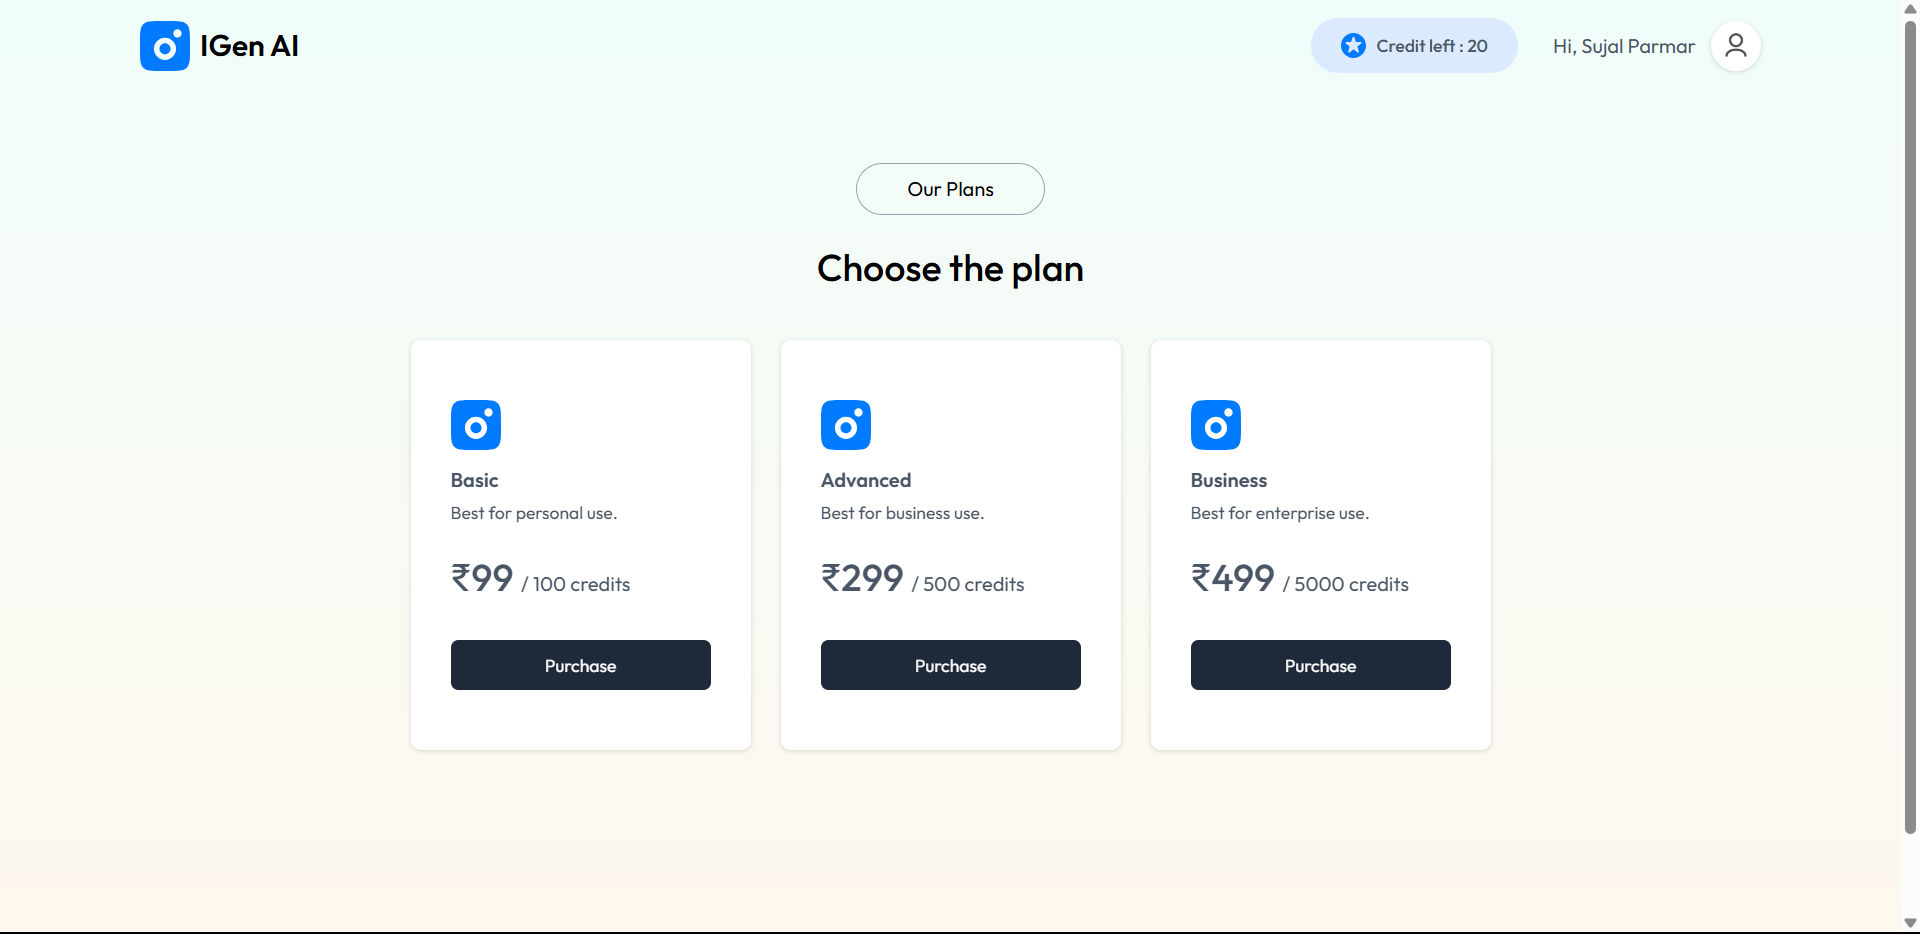 IGen AI
Credit left : 20
Hi, Sujal Parmar
Our Plans
Choose the plan
Basic
Best for personal use.
₹99 / 100 credits
Purchase
Advanced
Best for business use.
₹299 / 500 credits
Purchase
Business
Best for enterprise use.
₹499 / 5000 credits
Purchase